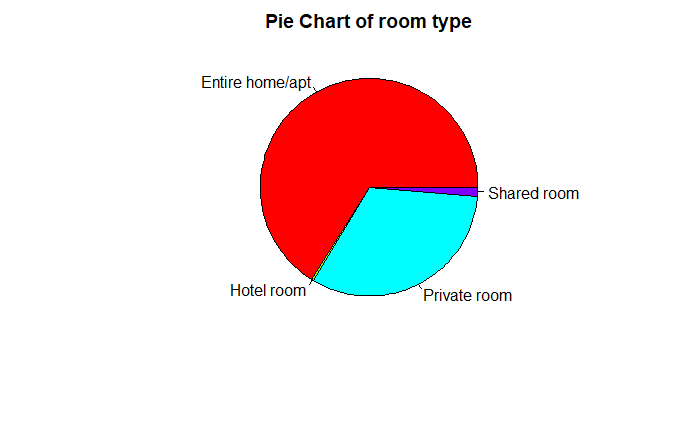 Pie Chart of room type
Entire home/apt
Shared room
Hotel room
Private room